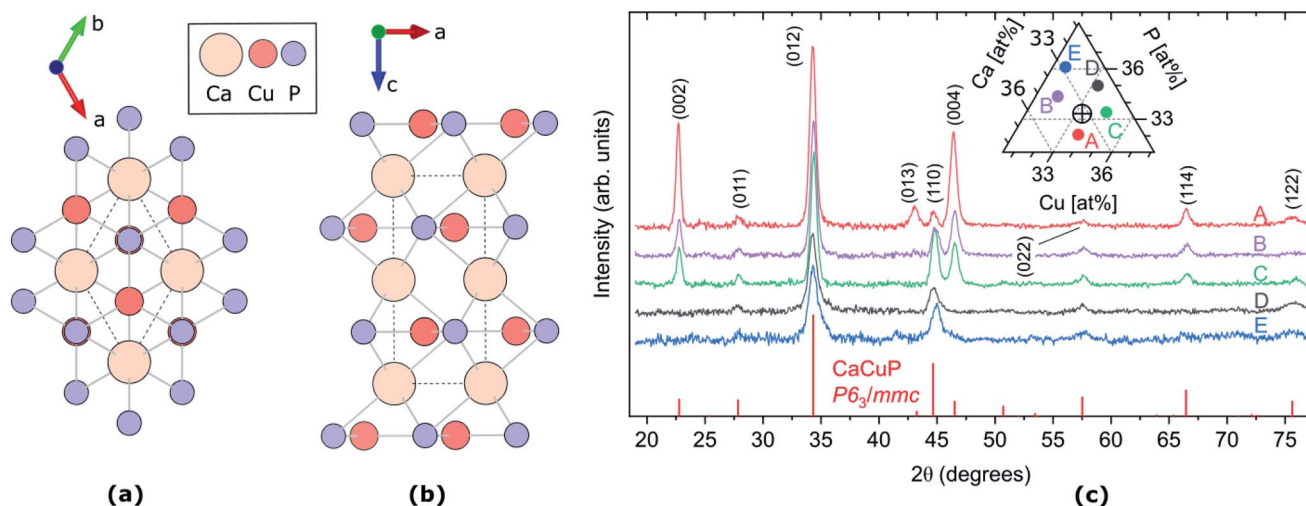 b
a
Ca Cu P
(a)
a
c
(b)
Intensity (arb. units)
(002)
(011)
(012)
(013)
(110)
(004)
(022)
(114)
(122)
Ca [at%]
P [at%]
Cu [at%]
33
36
36
33
33
36
E
D
B
C
A
A
B
C
D
E
CaCuP
P6₃/mmc
20 25 30 35 40 45 50 55 60 65 70 75
2θ (degrees)
(c)